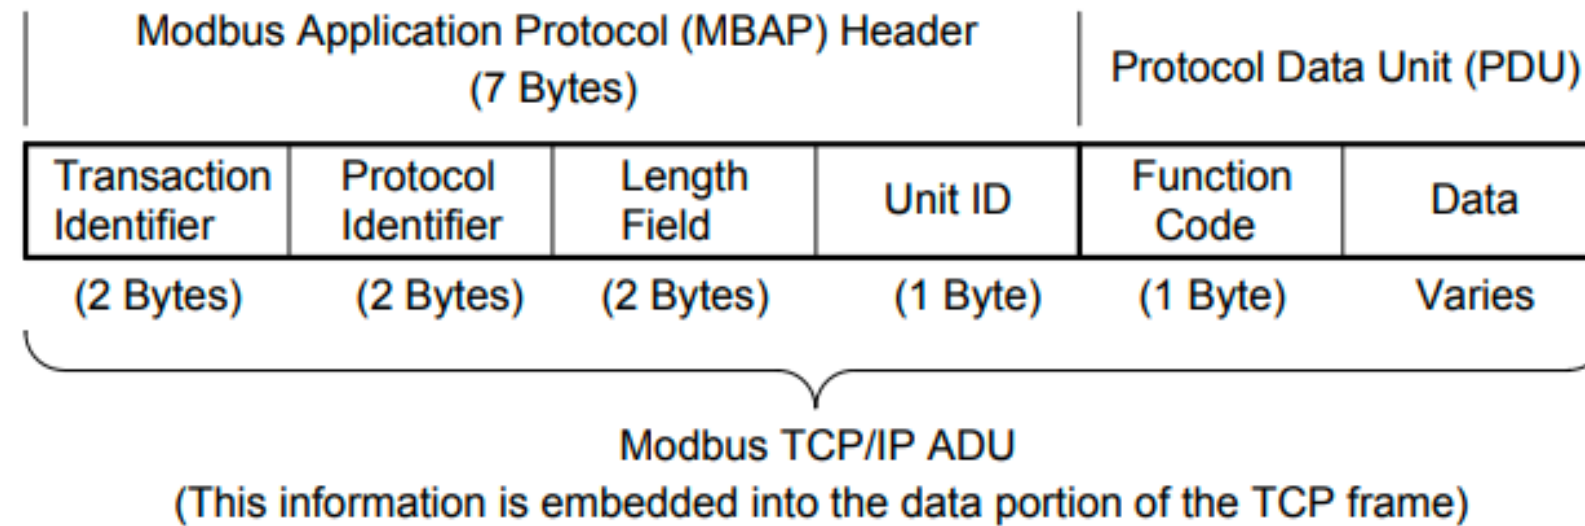 Modbus Application Protocol (MBAP) Header
(7 Bytes)
Protocol Data Unit (PDU)
Transaction
Identifier
Protocol
Identifier
Length
Field
Unit ID
Function
Code
Data
(2 Bytes)
(2 Bytes)
(2 Bytes)
(1 Byte)
(1 Byte)
Varies
Modbus TCP/IP ADU
(This information is embedded into the data portion of the TCP frame)